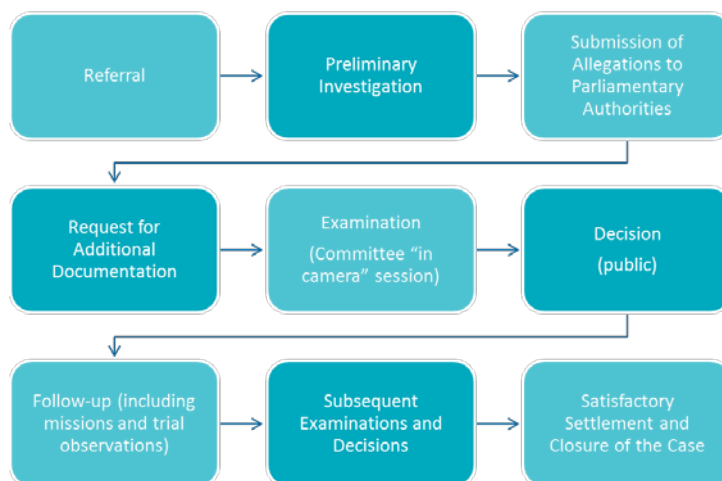 Referral
Preliminary
Investigation
Submission of
Allegations to
Parliamentary
Authorities
Request for
Additional
Documentation
Examination
(Committee “in
camera” session)
Decision
(public)
Follow-up (including
missions and trial
observations)
Subsequent
Examinations and
Decisions
Satisfactory
Settlement and
Closure of the Case